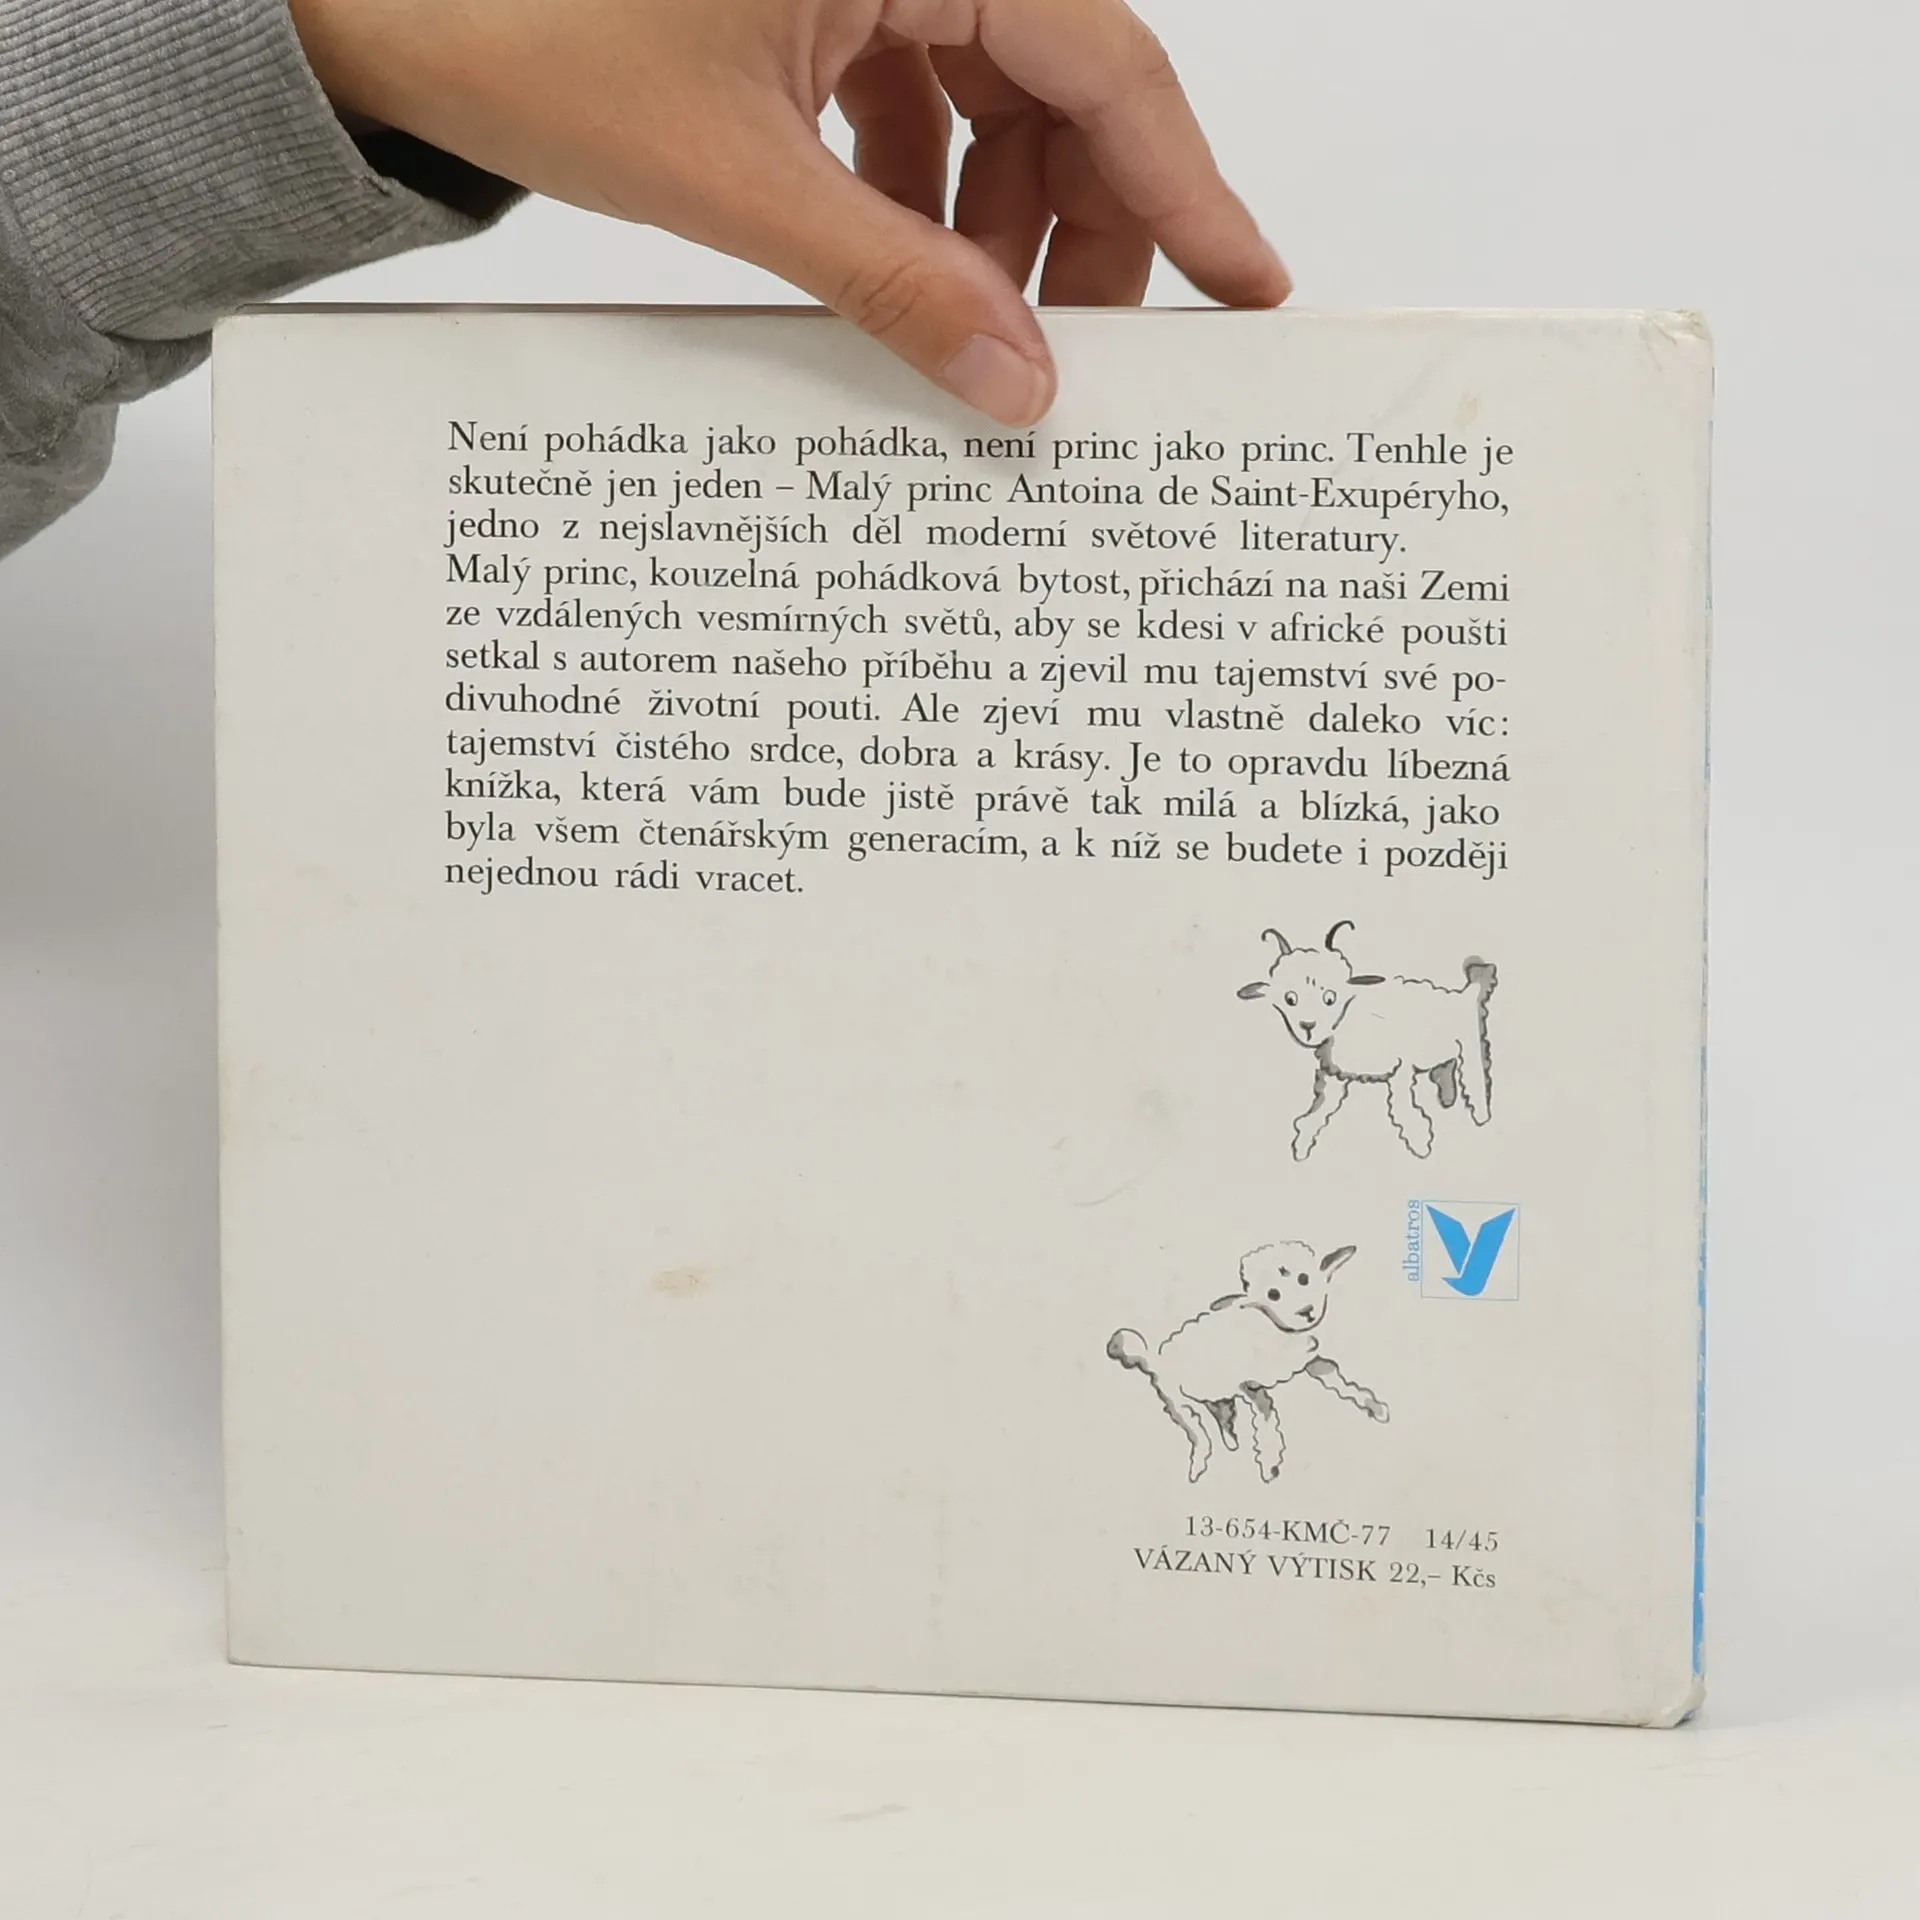 Není pohádka jako pohádka, není princ jako princ. Tenhle je
skutečně jen jeden – Malý princ Antoina de Saint-Exupéryho,
jedno z nejslavnějších děl moderní světové literatury.
Malý princ, kouzelná pohádková bytost, přichází na naši Zemi
ze vzdálených vesmírných světů, aby se kdesi v africké poušti
setkal s autorem našeho příběhu a zjevil mu tajemství své po-
divuhodné životní pouti. Ale zjeví mu vlastně daleko víc:
tajemství čistého srdce, dobra a krásy. Je to opravdu líbezná
knížka, která vám bude jistě právě tak milá a blízká, jako
byla všem čtenářským generacím, a k níž se budete i později
nejednou rádi vracet.
albatros
13-654-KMČ-77 14/45
VÁZANÝ VÝTISK 22,– Kčs